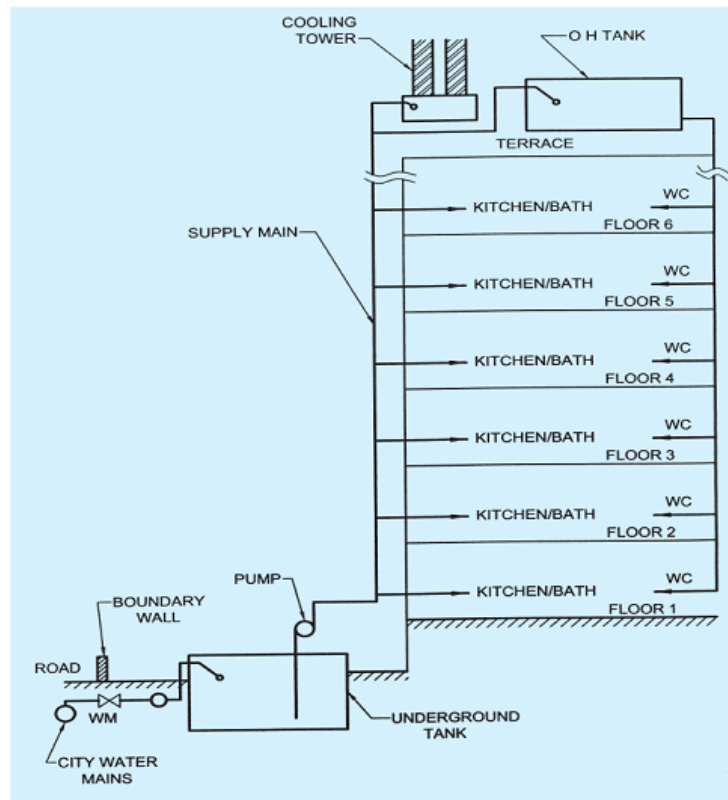 COOLING
TOWER
O H TANK
TERRACE
WC
KITCHEN/BATH
FLOOR 6
SUPPLY MAIN
WC
KITCHEN/BATH
FLOOR 5
WC
KITCHEN/BATH
FLOOR 4
WC
KITCHEN/BATH
FLOOR 3
WC
KITCHEN/BATH
FLOOR 2
PUMP
WC
BOUNDARY
WALL
KITCHEN/BATH
FLOOR 1
ROAD
WM
UNDERGROUND
TANK
CITY WATER
MAINS